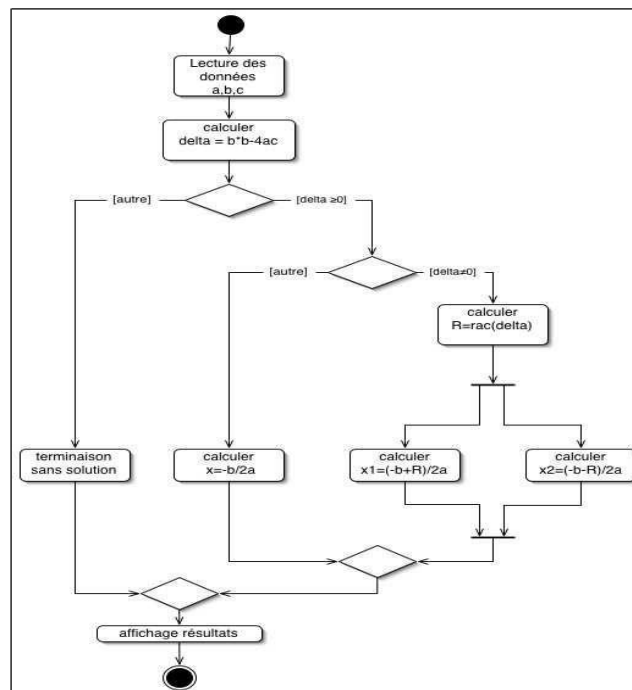 Lecture des
données
a,b,c
calculer
delta = b*b-4ac
[autre]
[delta ≥0]
[autre]
[delta≠0]
calculer
R=rac(delta)
terminaison
sans solution
calculer
x=-b/2a
calculer
x1=(-b+R)/2a
calculer
x2=(-b-R)/2a
affichage résultats